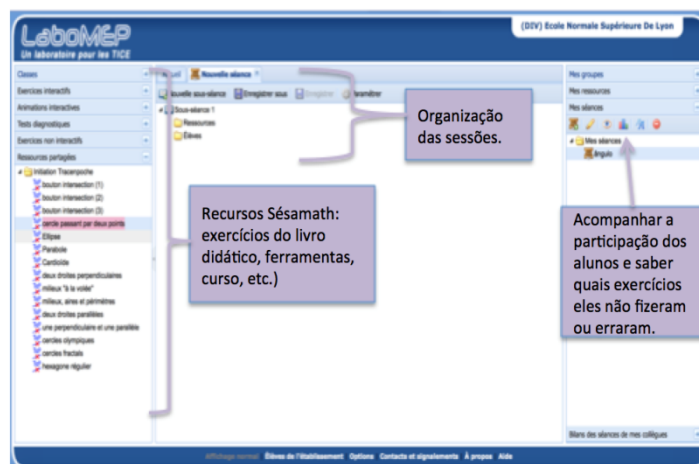 LaboMEP
Un laboratoire pour les TICE
(DIV) Ecole Normale Supérieure De Lyon
Classes
Exercices interactifs
Animations interactives
Tests diagnostiques
Exercices non interactifs
Ressources partagées
Initiation Tracenpoche
bouton intersection (1)
bouton intersection (2)
bouton intersection (3)
cercle passant par deux points
Ellipse
Parabole
Cardioïde
deux droites perpendiculaires
milieux "à la volée"
milieux, aires et périmètres
deux droites parallèles
une perpendiculaire et une parallèle
cercles olympiques
cercles fractals
hexagone régulier
Nouvelle séance
Nouvelle sous-séance Enregistrer sous Enregistrer Paramétrer
Sous-séance 1
Ressources
Élèves
Organização
das sessões.
Recursos Sésamath:
exercícios do livro
didático, ferramentas,
curso, etc.)
Mes groupes
Mes ressources
Mes séances
Mes séances
Angulo
Acompanhar a
participação dos
alunos e saber
quais exercícios
eles não fizeram
ou erraram.
Bilans des séances de mes collègues
Affichage normal Élèves de l'établissement Options Contacts et signalements À propos Aide